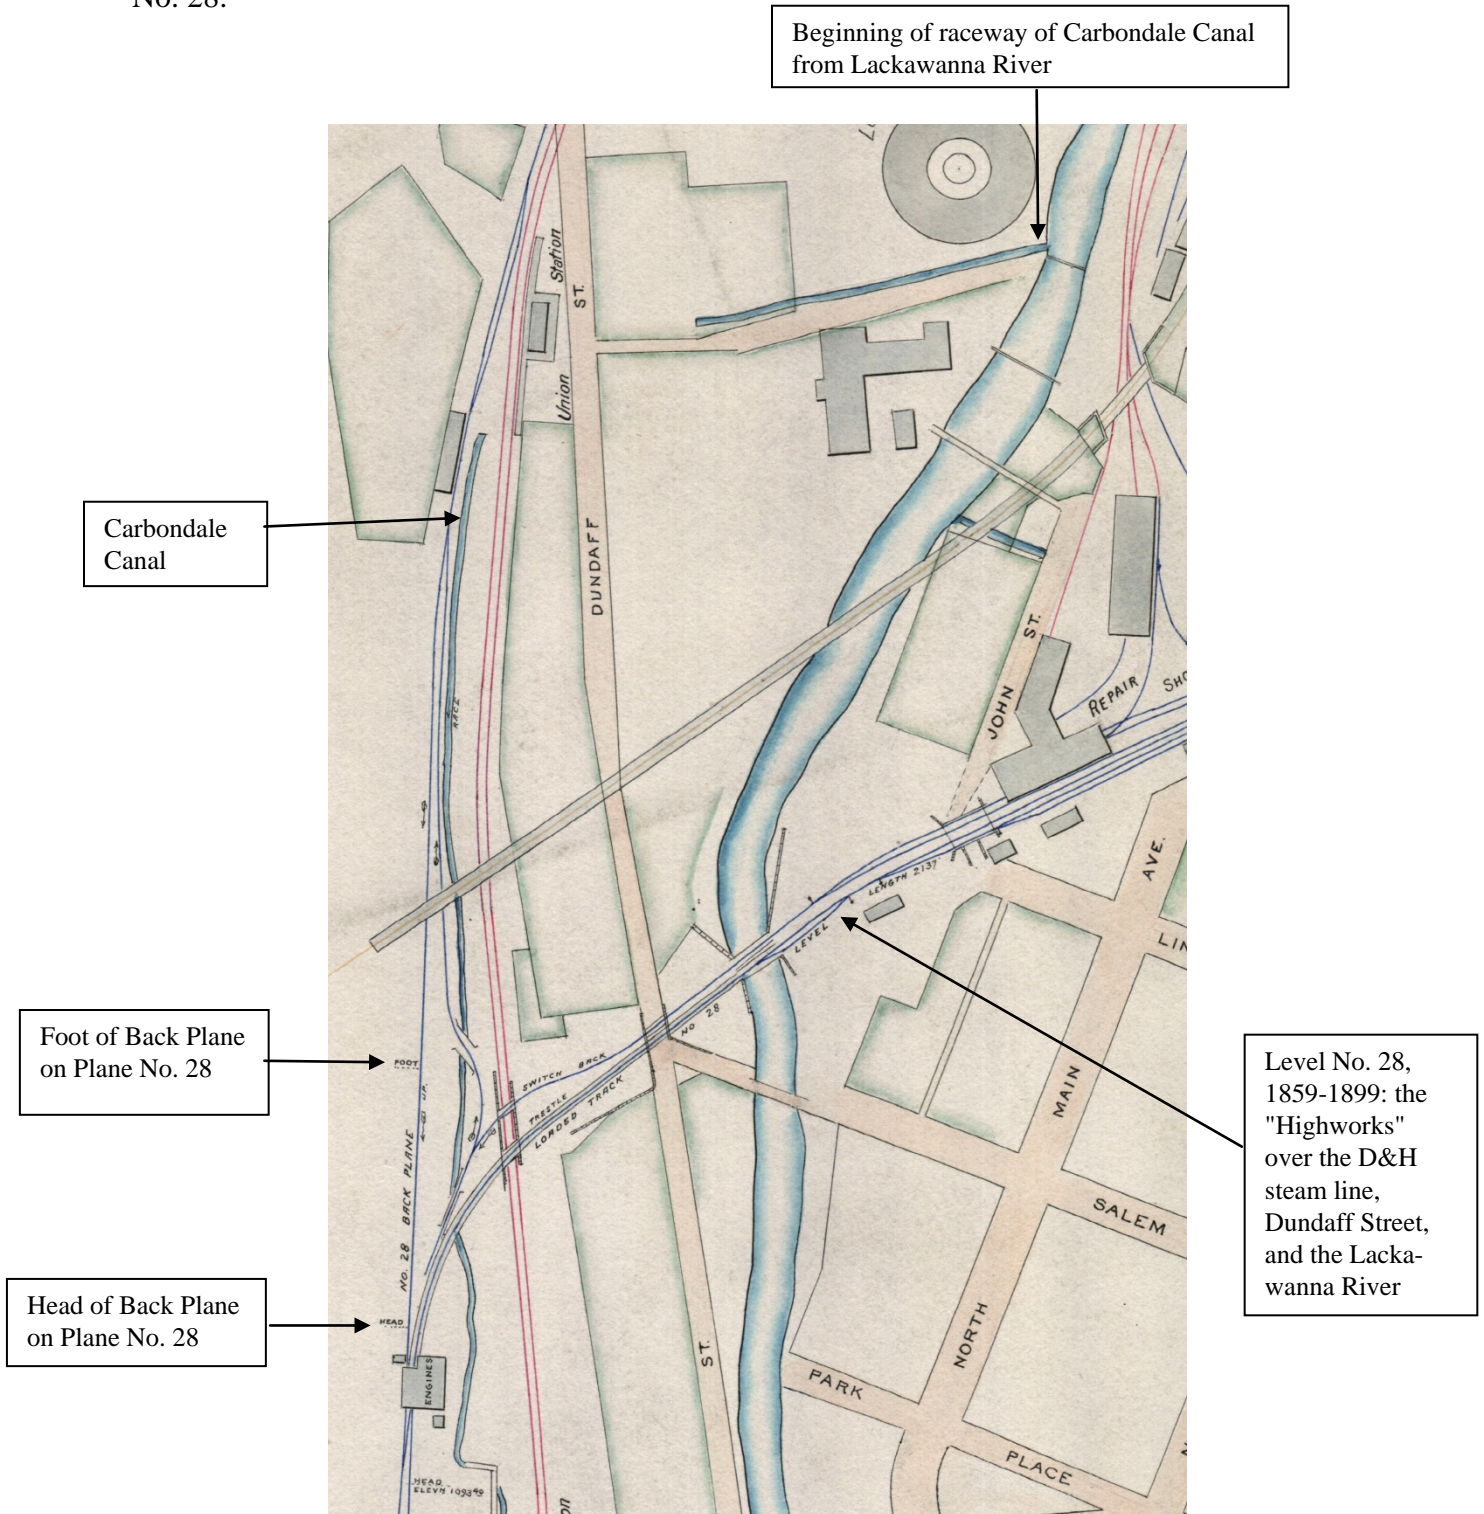 No. 28.
Beginning of raceway of Carbondale Canal
from Lackawanna River
Station
Union
ST.
DUNDAFF
Carbondale
Canal
RACE
JOHN
ST.
REPAIR
LENGTH 2137
LEVEL
NO 28
AVE.
MAIN
NORTH
Foot of Back Plane
on Plane No. 28
FOOT
UP.
SWITCH BACK
TRESTLE
LOADED TRACK
NO. 28 BACK PLANE
Level No. 28,
1859-1899: the
"Highworks"
over the D&H
steam line,
Dundaff Street,
and the Lacka-
wanna River
SALEM
Head of Back Plane
on Plane No. 28
HEAD
ENGINES
ST.
PARK
PLACE
HEAD